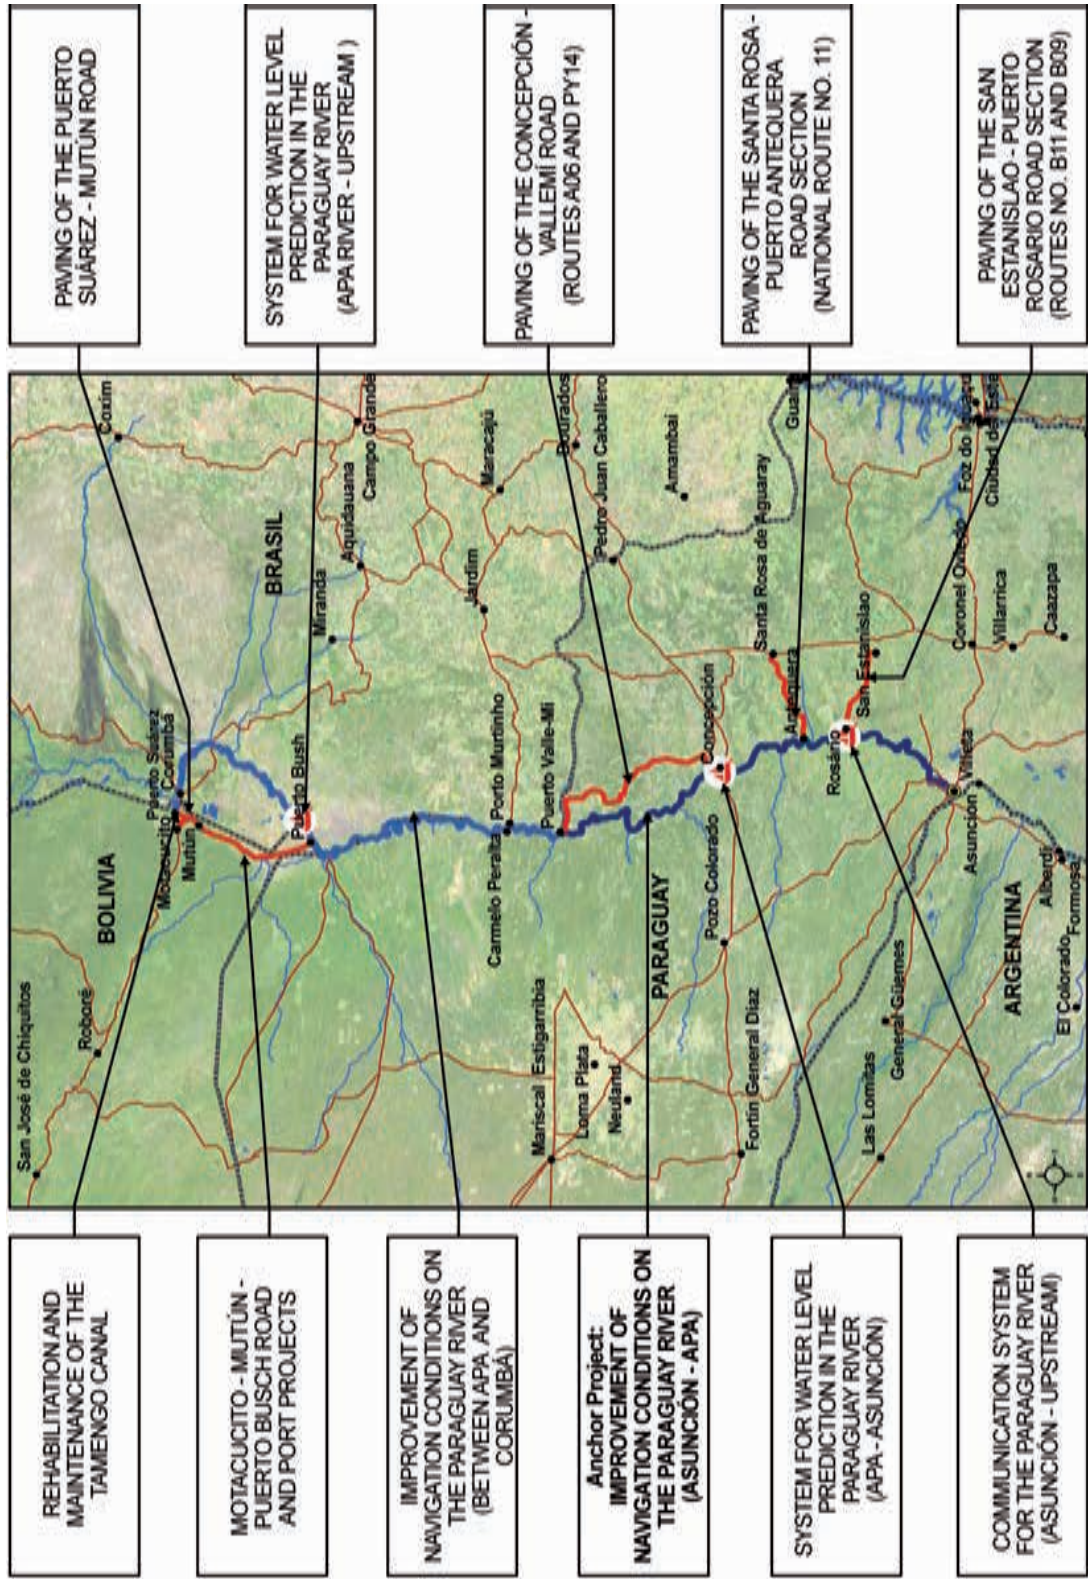 PAVING OF THE PUERTO
SUÁREZ - MUTÚN ROAD
SYSTEM FOR WATER LEVEL
PREDICTION IN THE
PARAGUAY RIVER
(APA RIVER - UPSTREAM )
PAVING OF THE CONCEPCIÓN -
VALLEMÍ ROAD
(ROUTES A06 AND PY14)
PAVING OF THE SANTA ROSA -
PUERTO ANTEQUERA
ROAD SECTION
(NATIONAL ROUTE NO. 11)
PAVING OF THE SAN
ESTANISLAO - PUERTO
ROSARIO ROAD SECTION
(ROUTES NO. B11 AND B09)
San José de Chiquitos
Roboré
BOLIVIA
Motacucito
Puerto Suárez
Corumbá
Mutún
Coxim
BRASIL
Puerto Bush
Miranda
Aquidauana
Campo Grande
Carmelo Peralta
Porto Murtinho
Jardim
Maracajú
Mariscal Estigarribia
Loma Plata
Neuland
Puerto Valle-Mi
Dourados
Pedro Juan Caballero
Amambai
PARAGUAY
Pozo Colorado
Concepción
Fortín General Díaz
Santa Rosa de Aguaray
Guaíra
Antequera
Rosário
San Estanislao
Las Lomitas
General Güemes
ARGENTINA
El Colorado
Formosa
Alberdi
Asunción
Villeta
Coronel Oviedo
Villarrica
Caazapa
Foz do Iguaçu
Ciudad del Este
REHABILITATION AND
MAINTENANCE OF THE
TAMENGO CANAL
MOTACUCITO - MUTÚN -
PUERTO BUSCH ROAD
AND PORT PROJECTS
IMPROVEMENT OF
NAVIGATION CONDITIONS ON
THE PARAGUAY RIVER
(BETWEEN APA AND
CORUMBÁ)
Anchor Project:
IMPROVEMENT OF
NAVIGATION CONDITIONS ON
THE PARAGUAY RIVER
(ASUNCIÓN - APA)
SYSTEM FOR WATER LEVEL
PREDICTION IN THE
PARAGUAY RIVER
(APA - ASUNCIÓN)
COMMUNICATION SYSTEM
FOR THE PARAGUAY RIVER
(ASUNCIÓN - UPSTREAM)